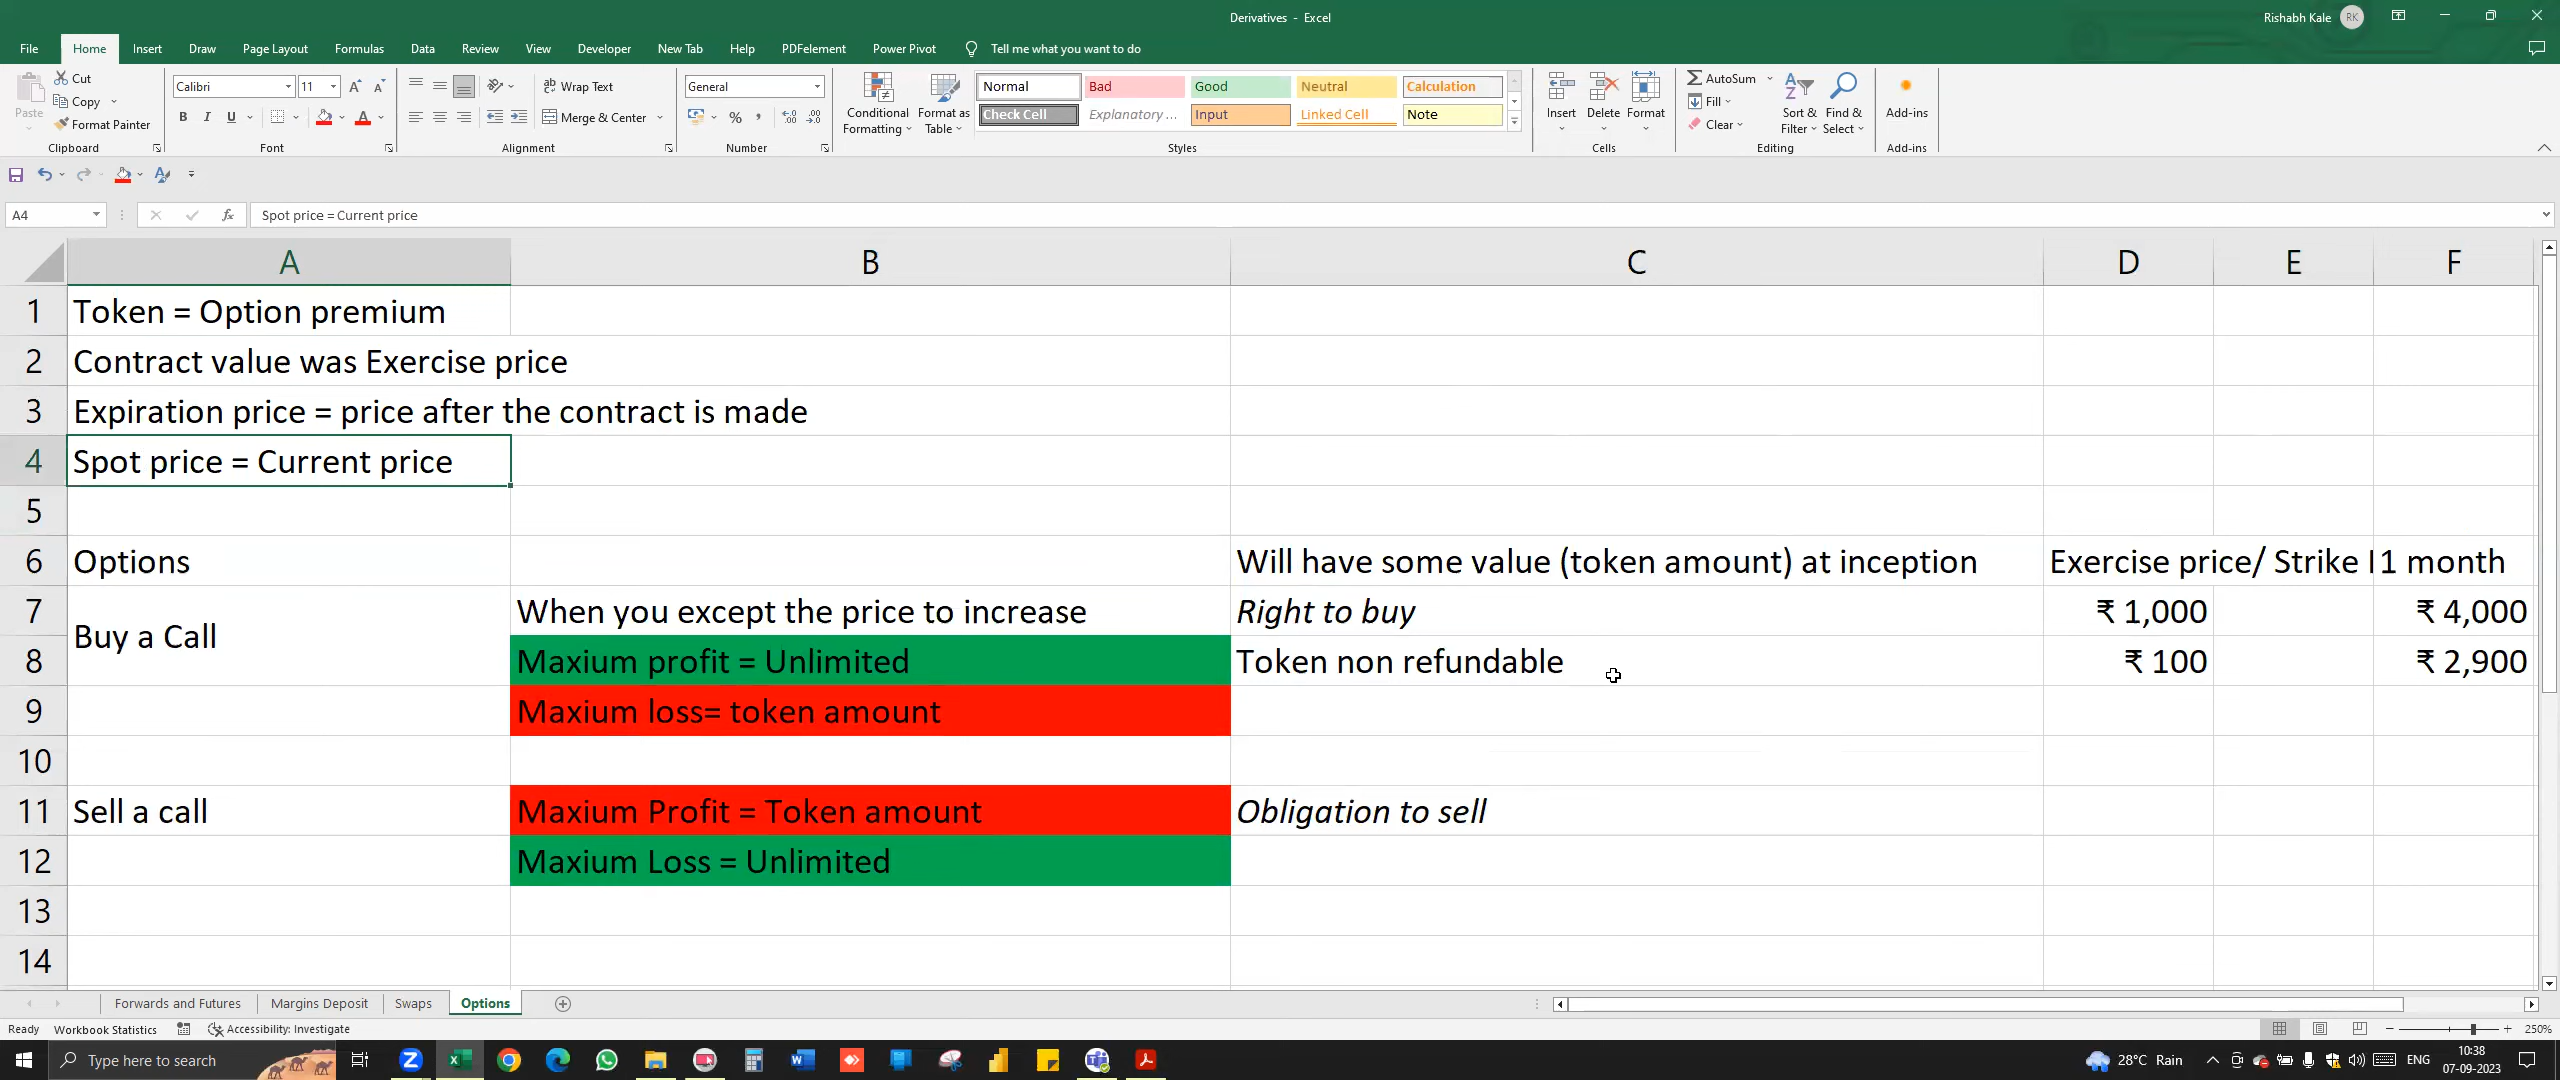 Derivatives - Excel
Rishabh Kale RK
File Home Insert Draw Page Layout Formulas Data Review View Developer New Tab Help PDFelement Power Pivot Tell me what you want to do
Paste Cut Copy Format Painter Clipboard
Calibri 11 B I U A Font
Wrap Text Merge & Center Alignment
General % Number
Conditional Formatting Format as Table
Normal Bad Good Neutral Calculation
Check Cell Explanatory ... Input Linked Cell Note
Styles
Insert Delete Format Cells
AutoSum Fill Clear Sort & Filter Find & Select Editing
Add-ins Add-ins
A4 fx Spot price = Current price
A B C D E F
1 Token = Option premium
2 Contract value was Exercise price
3 Expiration price = price after the contract is made
4 Spot price = Current price
5
6 Options Will have some value (token amount) at inception Exercise price/ Strike 1 month
7 When you except the price to increase Right to buy ₹ 1,000 ₹ 4,000
Buy a Call
8 Maxium profit = Unlimited Token non refundable ₹ 100 ₹ 2,900
9 Maxium loss= token amount
10
11 Sell a call Maxium Profit = Token amount Obligation to sell
12 Maxium Loss = Unlimited
13
14
Forwards and Futures Margins Deposit Swaps Options
Ready Workbook Statistics Accessibility: Investigate 250%
Type here to search 28°C Rain ENG 10:38
07-09-2023